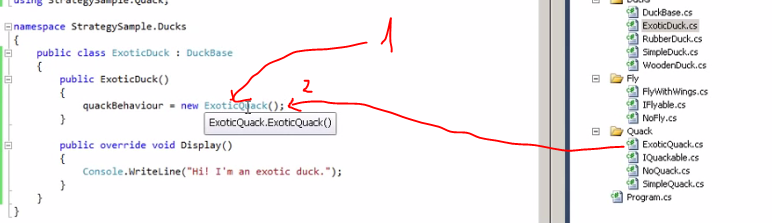 using StrategySample.Quack;
namespace StrategySample.Ducks
{
public class ExoticDuck : DuckBase
{
public ExoticDuck()
{
quackBehaviour = new ExoticQuack();
}
ExoticQuack.ExoticQuack()
public override void Display()
{
Console.WriteLine("Hi! I'm an exotic duck.");
}
}
}
1
2
Ducks
DuckBase.cs
ExoticDuck.cs
RubberDuck.cs
SimpleDuck.cs
WoodenDuck.cs
Fly
FlyWithWings.cs
IFlyable.cs
NoFly.cs
Quack
ExoticQuack.cs
IQuackable.cs
NoQuack.cs
SimpleQuack.cs
Program.cs